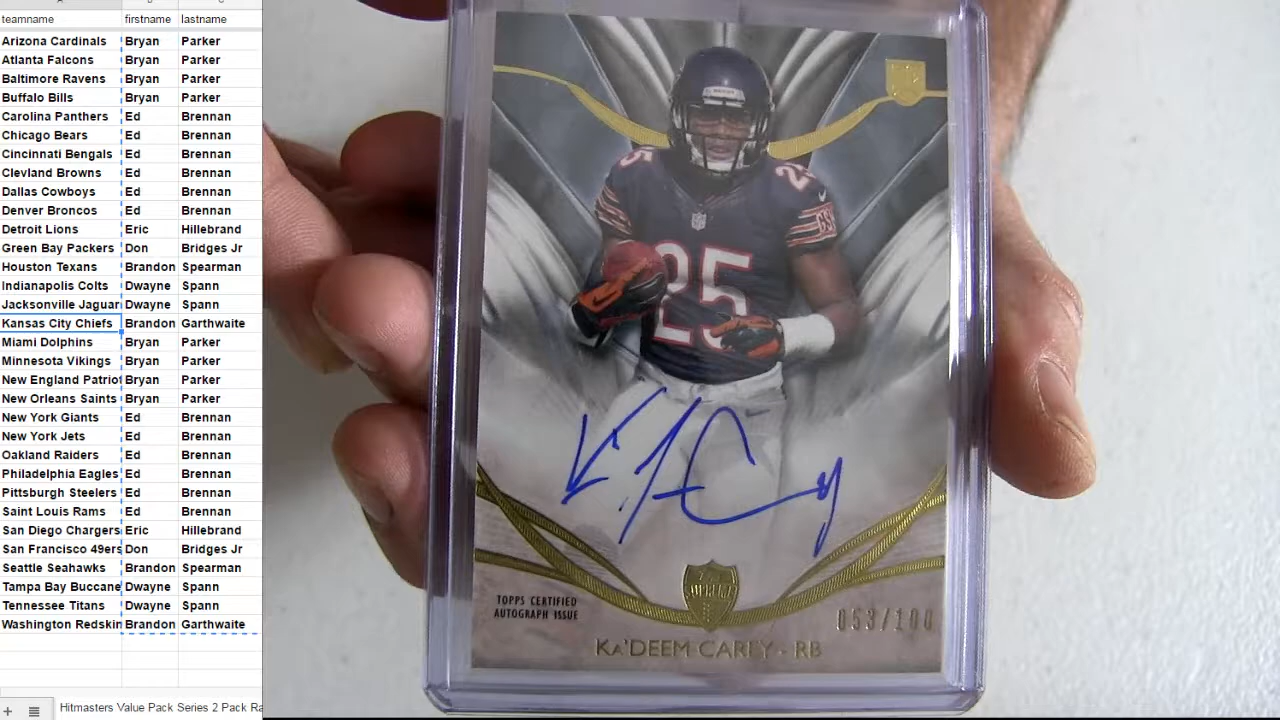 teamname firstname lastname
Arizona Cardinals Bryan Parker
Atlanta Falcons Bryan Parker
Baltimore Ravens Bryan Parker
Buffalo Bills Bryan Parker
Carolina Panthers Ed Brennan
Chicago Bears Ed Brennan
Cincinnati Bengals Ed Brennan
Clevland Browns Ed Brennan
Dallas Cowboys Ed Brennan
Denver Broncos Ed Brennan
Detroit Lions Eric Hillebrand
Green Bay Packers Don Bridges Jr
Houston Texans Brandon Spearman
Indianapolis Colts Dwayne Spann
Jacksonville Jaguar Dwayne Spann
Kansas City Chiefs Brandon Garthwaite
Miami Dolphins Bryan Parker
Minnesota Vikings Bryan Parker
New England Patriot Bryan Parker
New Orleans Saints Bryan Parker
New York Giants Ed Brennan
New York Jets Ed Brennan
Oakland Raiders Ed Brennan
Philadelphia Eagles Ed Brennan
Pittsburgh Steelers Ed Brennan
Saint Louis Rams Ed Brennan
San Diego Chargers Eric Hillebrand
San Francisco 49ers Don Bridges Jr
Seattle Seahawks Brandon Spearman
Tampa Bay Buccane Dwayne Spann
Tennessee Titans Dwayne Spann
Washington Redskin Brandon Garthwaite
Hitmasters Value Pack Series 2 Pack Ra
25 25
25
TOPPS CERTIFIED
AUTOGRAPH ISSUE
053/100
KA'DEEM CAREY - RB